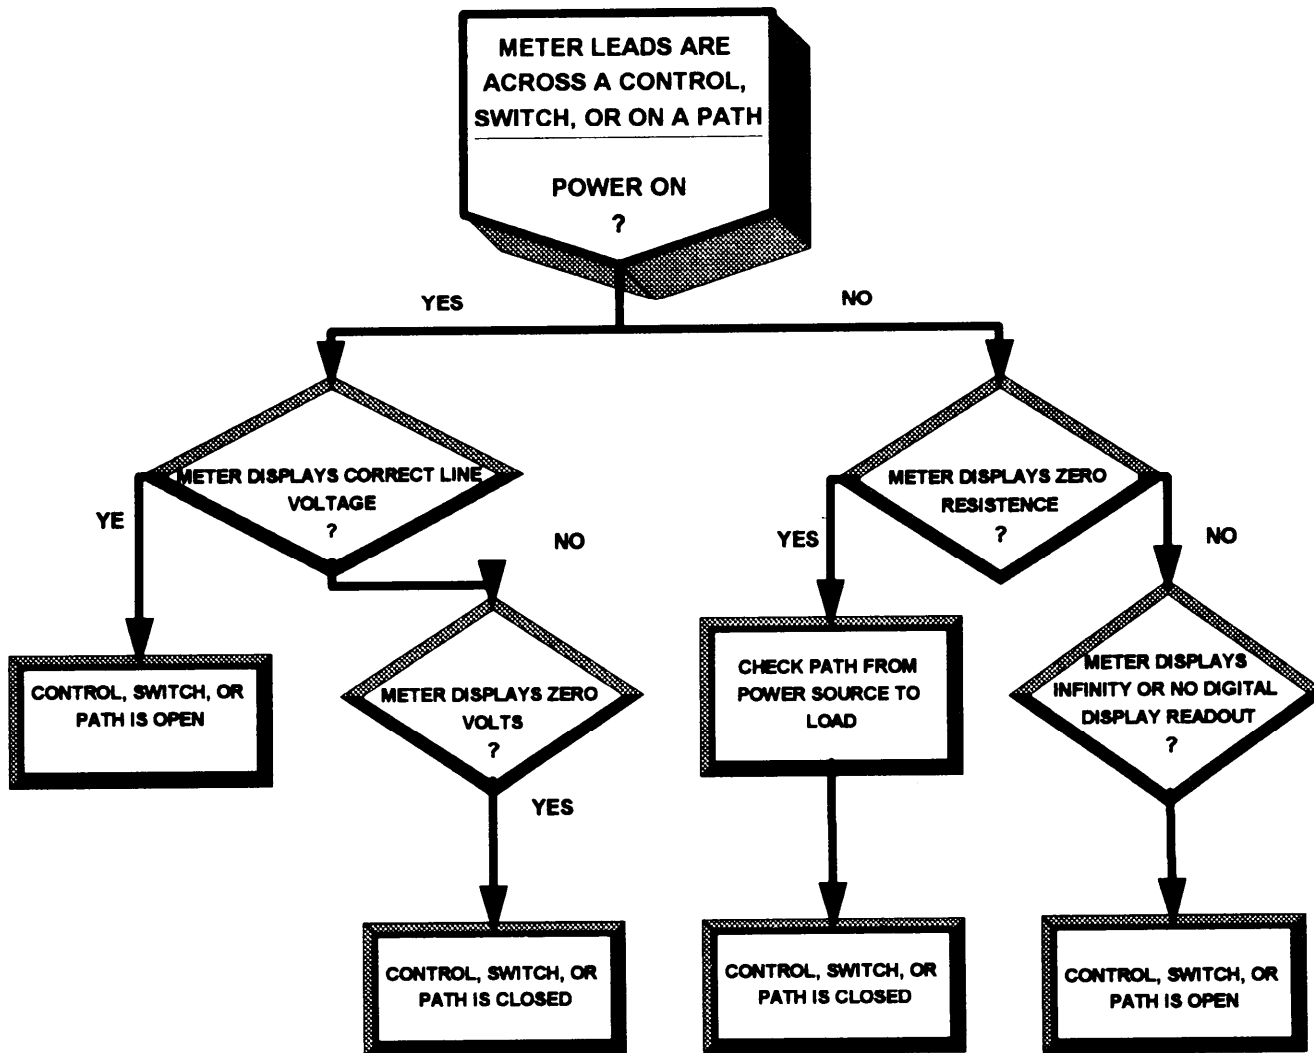 METER LEADS ARE
ACROSS A CONTROL,
SWITCH, OR ON A PATH
POWER ON
?
YES
NO
METER DISPLAYS CORRECT LINE
VOLTAGE
?
YE
NO
METER DISPLAYS ZERO
RESISTENCE
?
YES
NO
CONTROL, SWITCH, OR
PATH IS OPEN
METER DISPLAYS ZERO
VOLTS
?
YES
CHECK PATH FROM
POWER SOURCE TO
LOAD
METER DISPLAYS
INFINITY OR NO DIGITAL
DISPLAY READOUT
?
CONTROL, SWITCH, OR
PATH IS CLOSED
CONTROL, SWITCH, OR
PATH IS CLOSED
CONTROL, SWITCH, OR
PATH IS OPEN